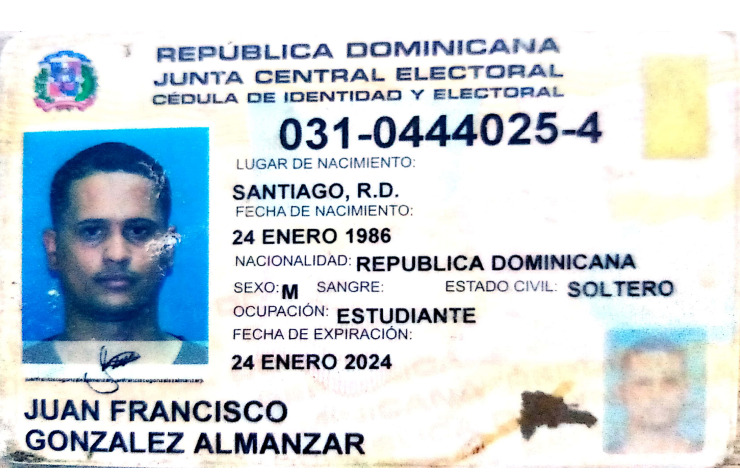 REPÚBLICA DOMINICANA
JUNTA CENTRAL ELECTORAL
CÉDULA DE IDENTIDAD Y ELECTORAL
031-0444025-4
LUGAR DE NACIMIENTO:
SANTIAGO, R.D.
FECHA DE NACIMIENTO:
24 ENERO 1986
NACIONALIDAD: REPUBLICA DOMINICANA
SEXO: M SANGRE: ESTADO CIVIL: SOLTERO
OCUPACIÓN: ESTUDIANTE
FECHA DE EXPIRACIÓN:
24 ENERO 2024
JUAN FRANCISCO
GONZALEZ ALMANZAR